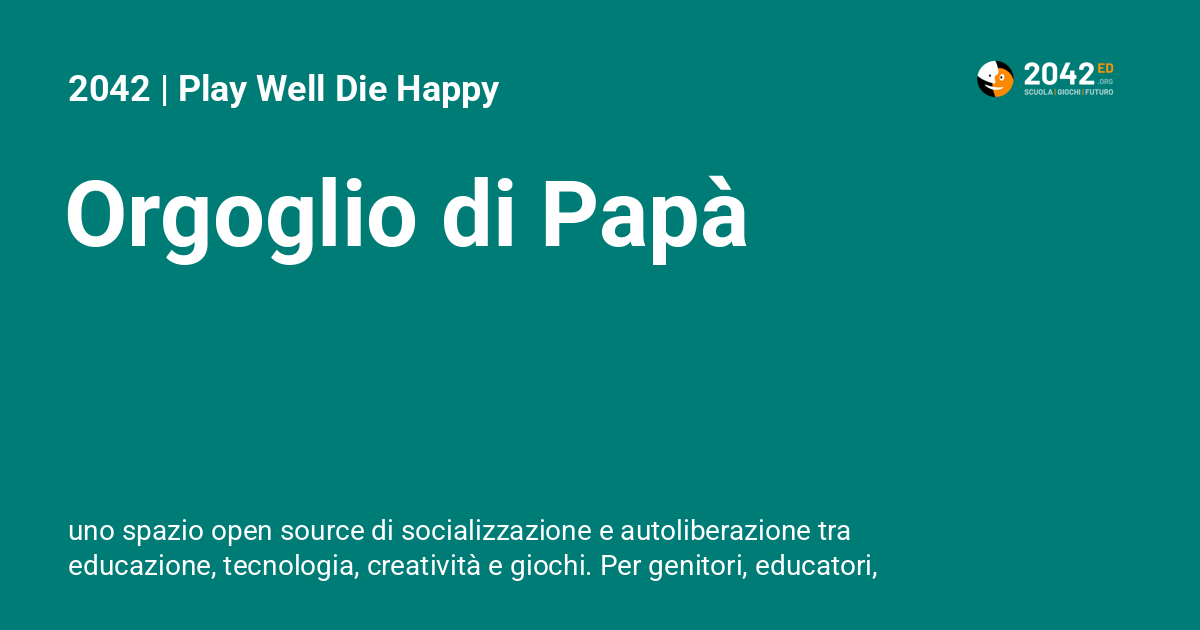 2042 | Play Well Die Happy
2042 ED
.ORG
SCUOLA | GIOCHI | FUTURO
Orgoglio di Papà
uno spazio open source di socializzazione e autoliberazione tra
educazione, tecnologia, creatività e giochi. Per genitori, educatori,